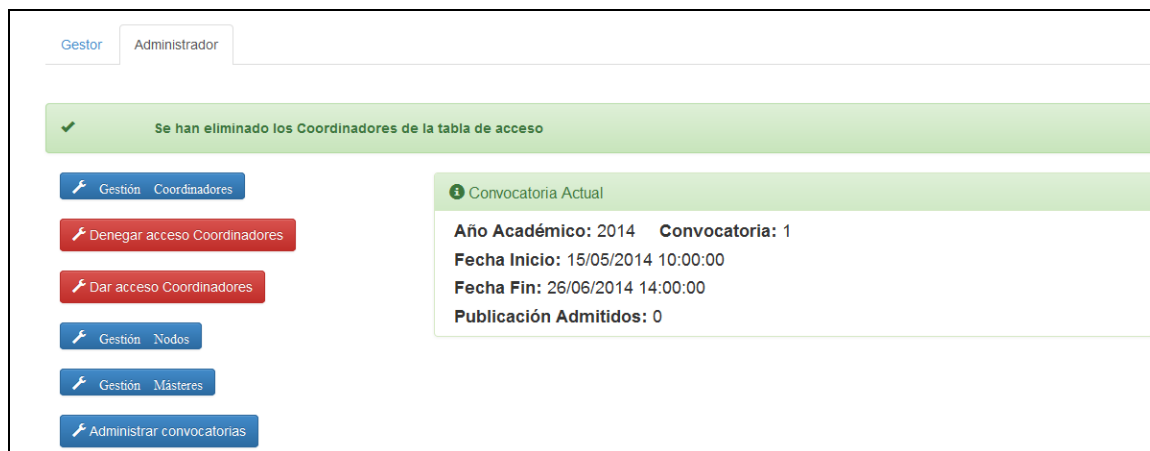 Gestor Administrador
Se han eliminado los Coordinadores de la tabla de acceso
Gestión Coordinadores
Denegar acceso Coordinadores
Dar acceso Coordinadores
Gestión Nodos
Gestión Másteres
Administrar convocatorias
Convocatoria Actual
Año Académico: 2014 Convocatoria: 1
Fecha Inicio: 15/05/2014 10:00:00
Fecha Fin: 26/06/2014 14:00:00
Publicación Admitidos: 0